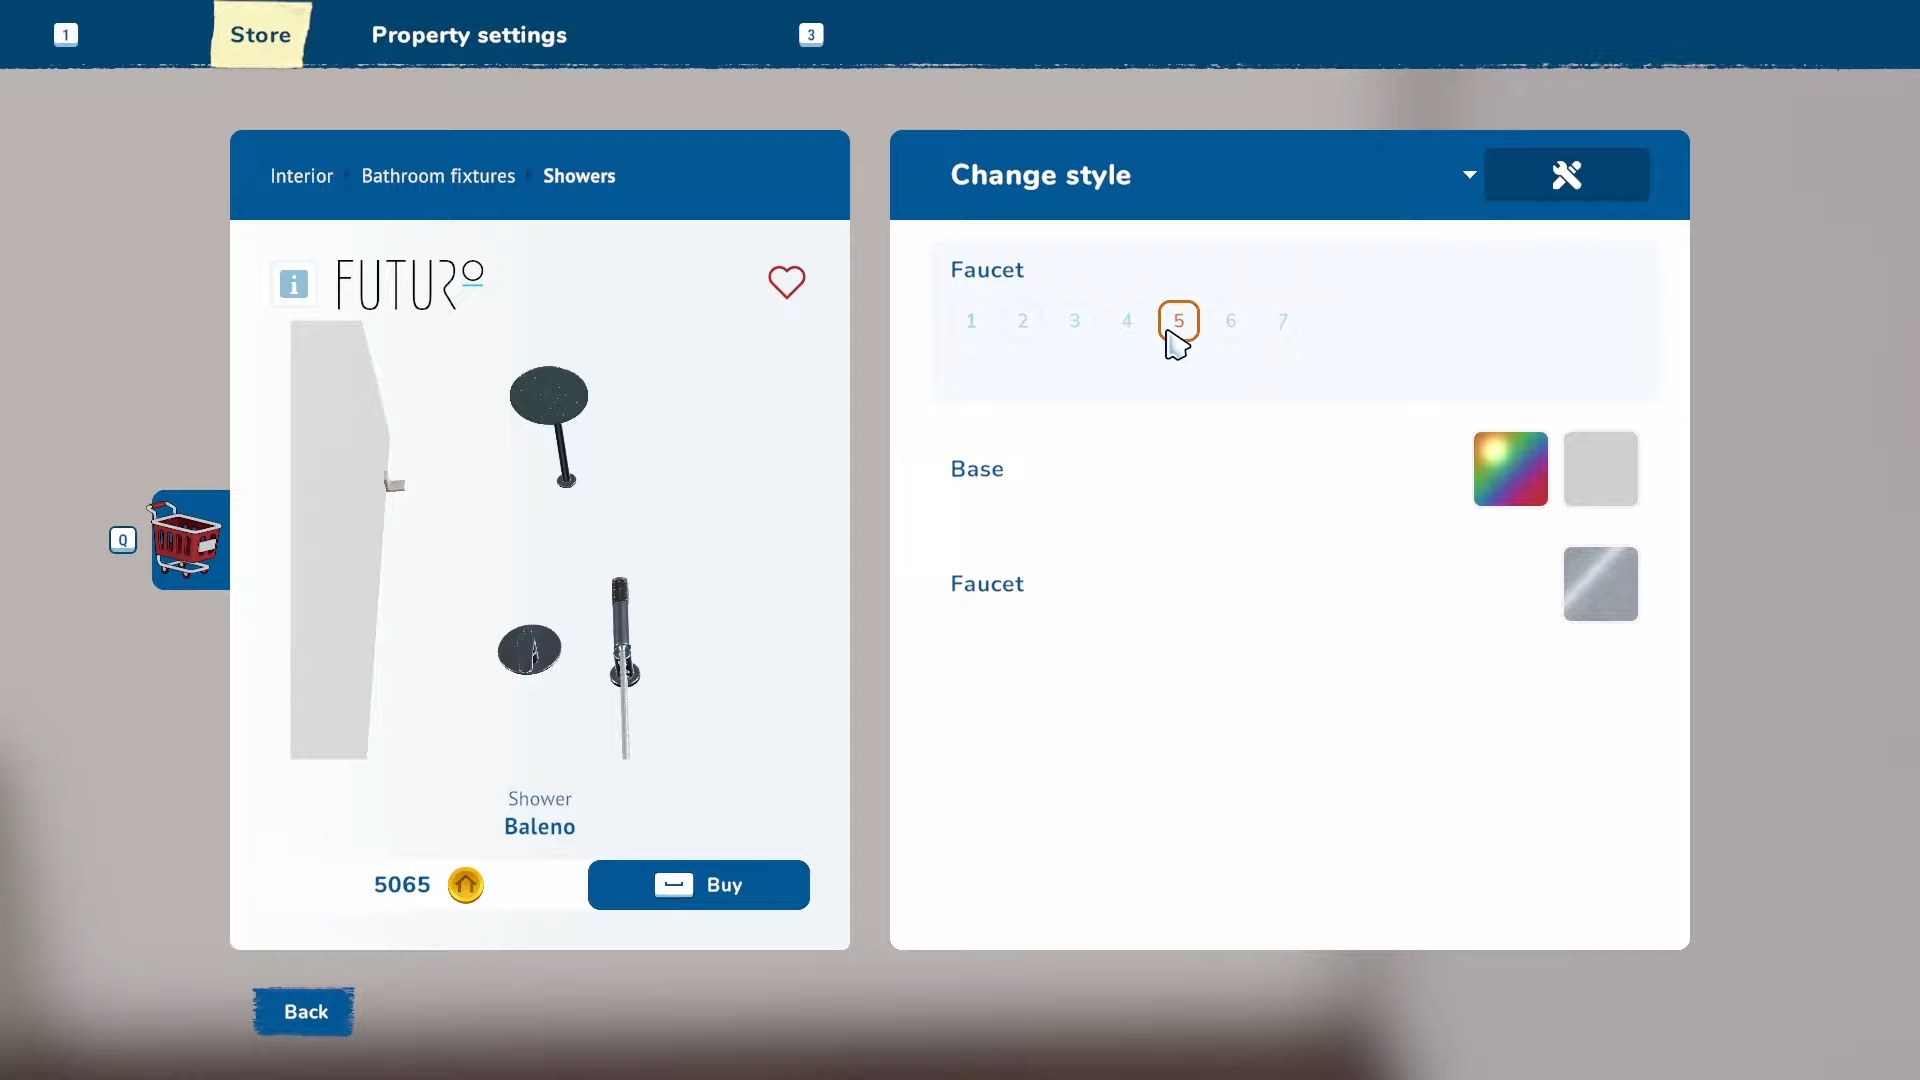 1
Store
Property settings
3
Interior
Bathroom fixtures
Showers
Change style
i
FUTURO
Faucet
1 2 3 4 5 6 7
Base
Q
Faucet
Shower
Baleno
5065
Buy
Back